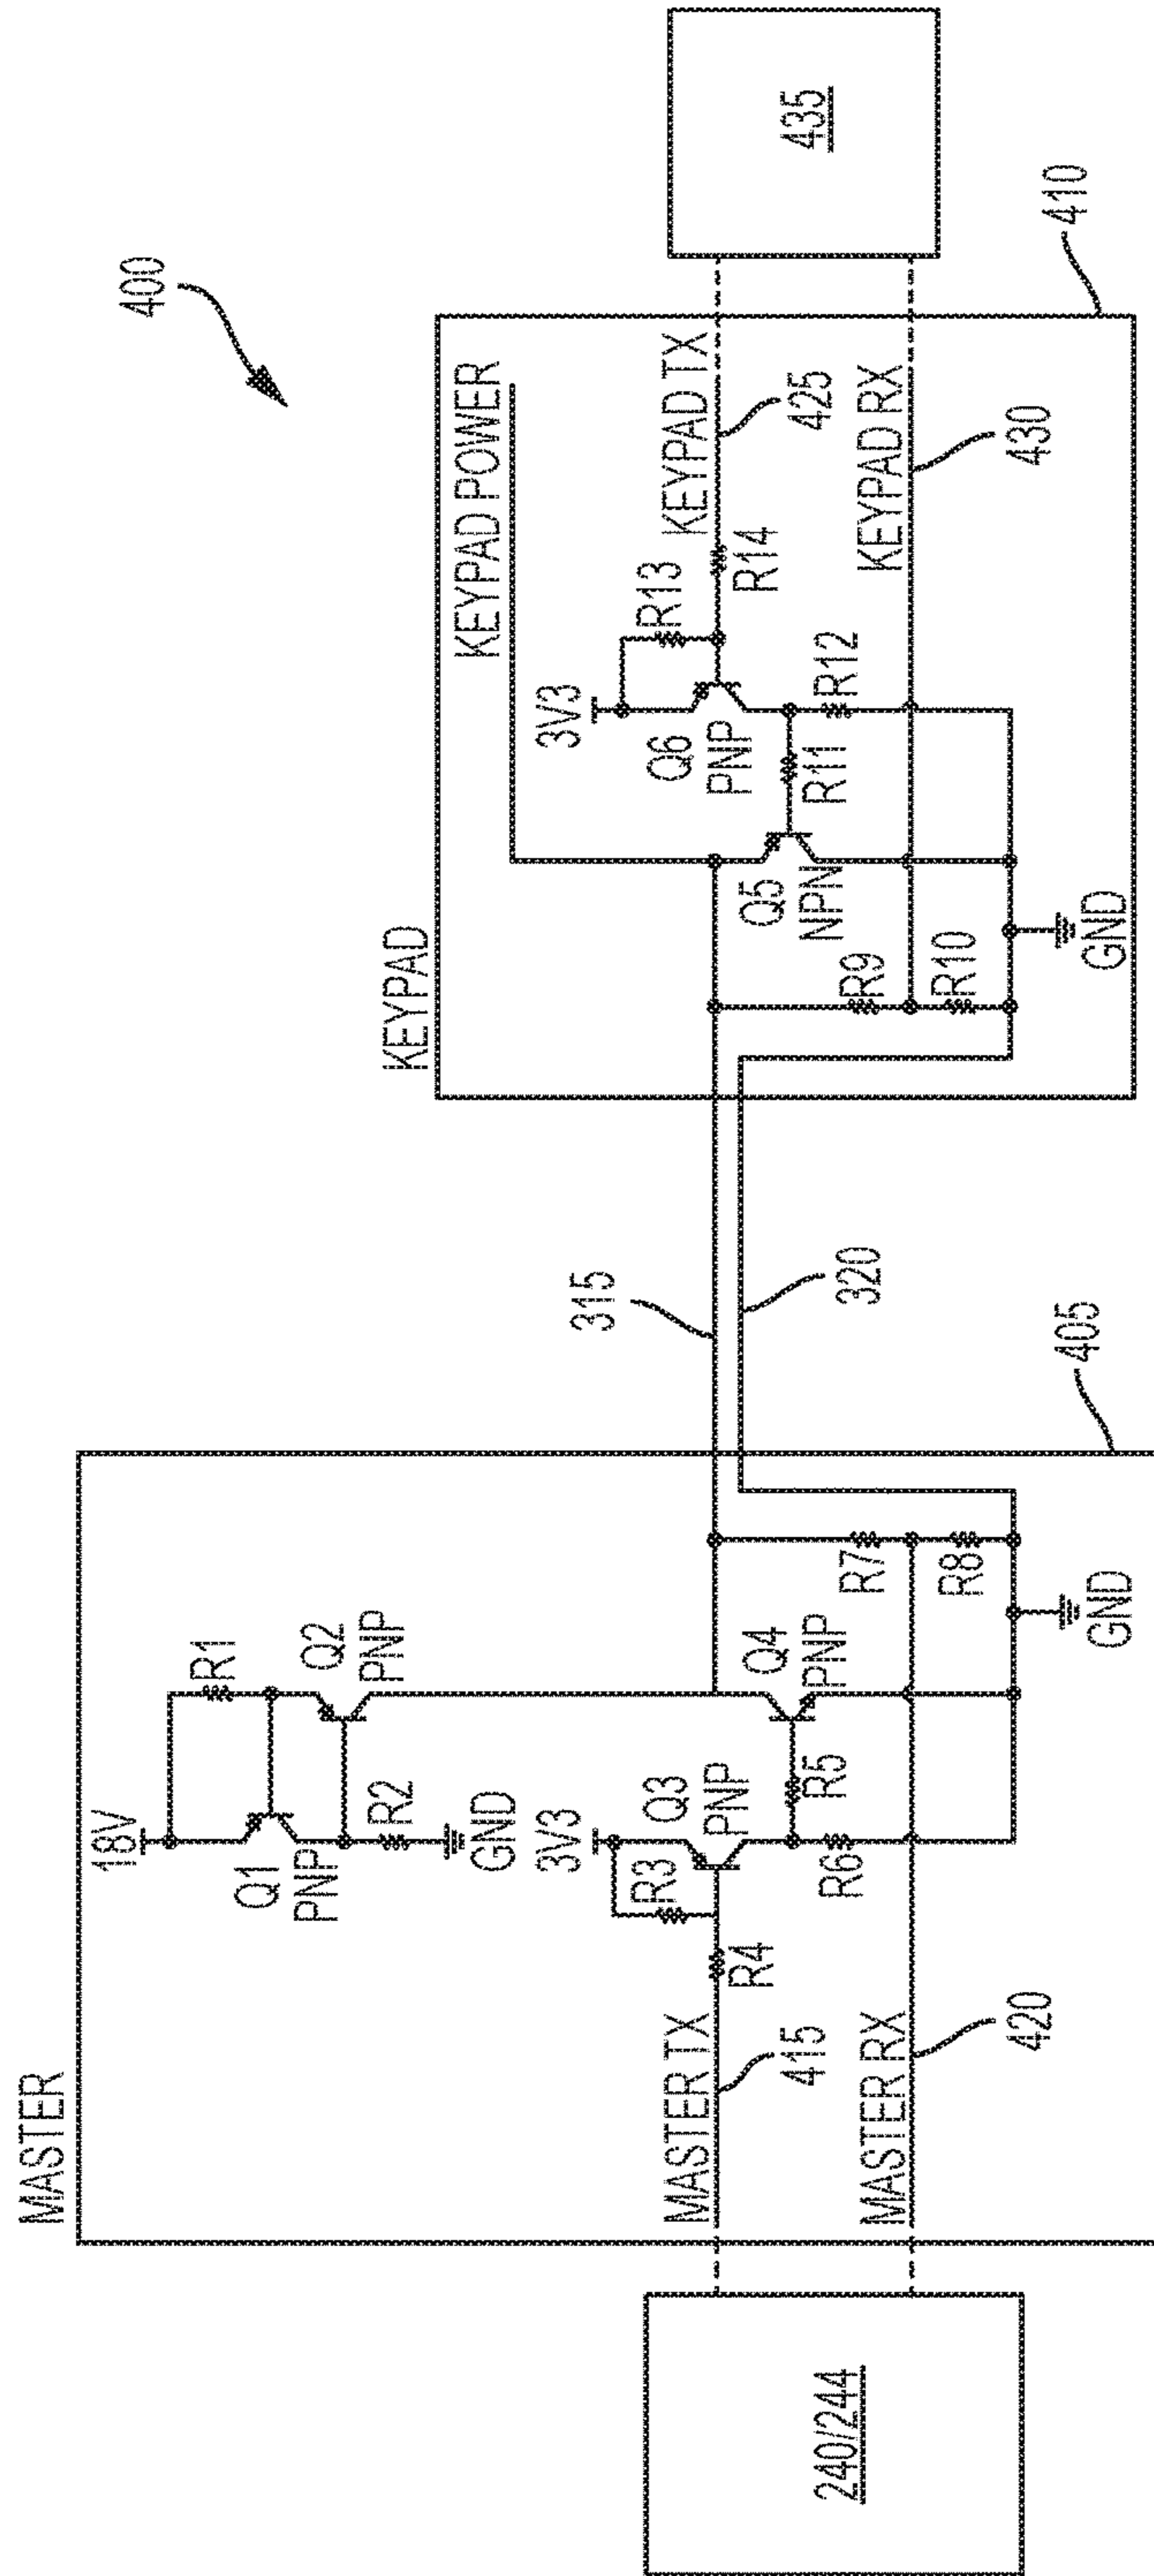 400
MASTER
18V
R1
Q1
PNP
Q2
PNP
R2
GND
3V3
Q3
PNP
R3
R4
MASTER TX
415
R5
R6
Q4
PNP
R7
R8
GND
MASTER RX
420
240/244
405
315
320
KEYPAD
KEYPAD POWER
3V3
R13
Q6
PNP
R14
KEYPAD TX
425
Q5
NPN
R11
R12
R9
R10
GND
KEYPAD RX
430
410
435